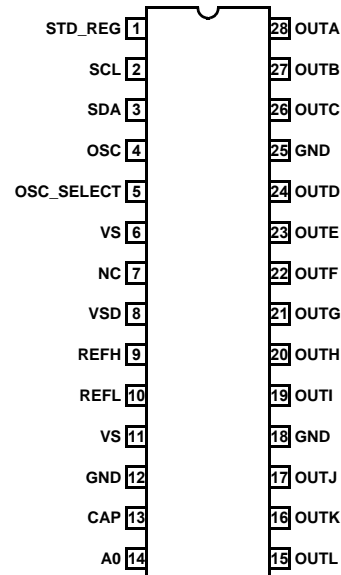 STD_REG 1 28 OUTA
SCL 2 27 OUTB
SDA 3 26 OUTC
OSC 4 25 GND
OSC_SELECT 5 24 OUTD
VS 6 23 OUTE
NC 7 22 OUTF
VSD 8 21 OUTG
REFH 9 20 OUTH
REFL 10 19 OUTI
VS 11 18 GND
GND 12 17 OUTJ
CAP 13 16 OUTK
A0 14 15 OUTL